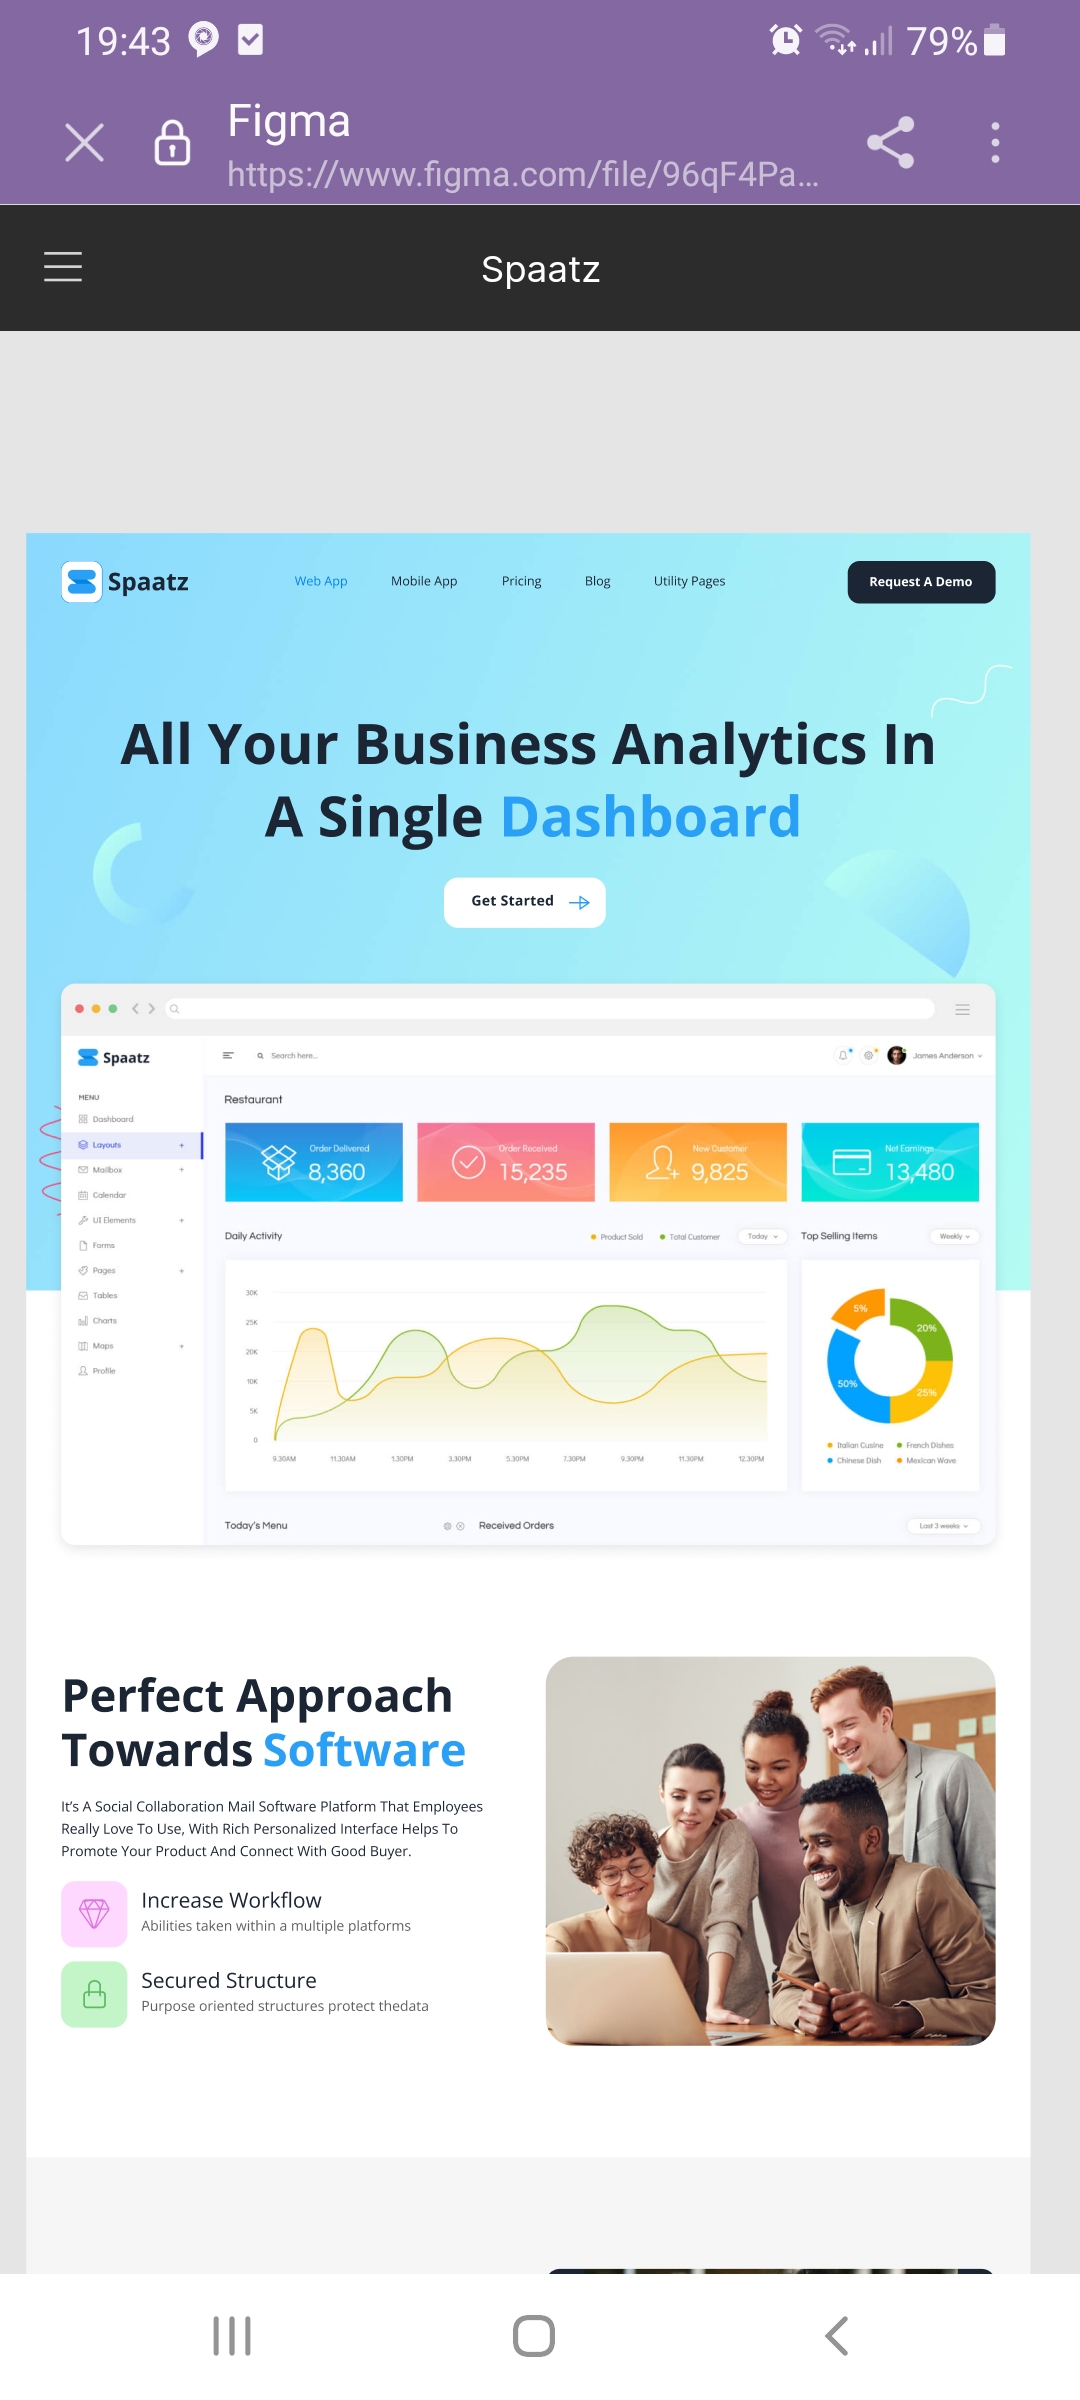 19:43
79%
Figma
https://www.figma.com/file/96qF4Pa...
Spaatz
Spaatz
Web App
Mobile App
Pricing
Blog
Utility Pages
Request A Demo
All Your Business Analytics In
A Single Dashboard
Get Started
Spaatz
Search here...
James Anderson
MENU
Dashboard
Layouts
Mailbox
Calendar
UI Elements
Forms
Pages
Tables
Charts
Maps
Profile
Restaurant
Order Delivered
8,360
Order Received
15,235
New Customer
9,825
Net Earnings
13,480
Daily Activity
Product Sold
Total Customer
Today
30K
25K
20K
10K
5K
0
9.30AM
11.30AM
1.30PM
3.30PM
5.30PM
7.30PM
9.30PM
11.30PM
12.30PM
Top Selling Items
Weekly
5%
20%
50%
25%
Italian Cusine
French Dishes
Chinese Dish
Mexican Wave
Today's Menu
Received Orders
Last 3 weeks
Perfect Approach
Towards Software
It's A Social Collaboration Mail Software Platform That Employees
Really Love To Use, With Rich Personalized Interface Helps To
Promote Your Product And Connect With Good Buyer.
Increase Workflow
Abilities taken within a multiple platforms
Secured Structure
Purpose oriented structures protect thedata